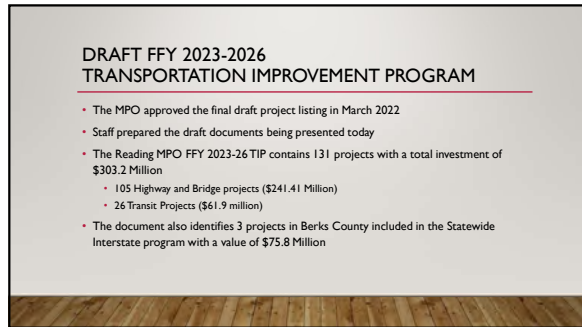 DRAFT FFY 2023-2026
TRANSPORTATION IMPROVEMENT PROGRAM
• The MPO approved the final draft project listing in March 2022
• Staff prepared the draft documents being presented today
• The Reading MPO FFY 2023-26 TIP contains 131 projects with a total investment of
$303.2 Million
• 105 Highway and Bridge projects ($241.41 Million)
• 26 Transit Projects ($61.9 million)
• The document also identifies 3 projects in Berks County included in the Statewide
Interstate program with a value of $75.8 Million